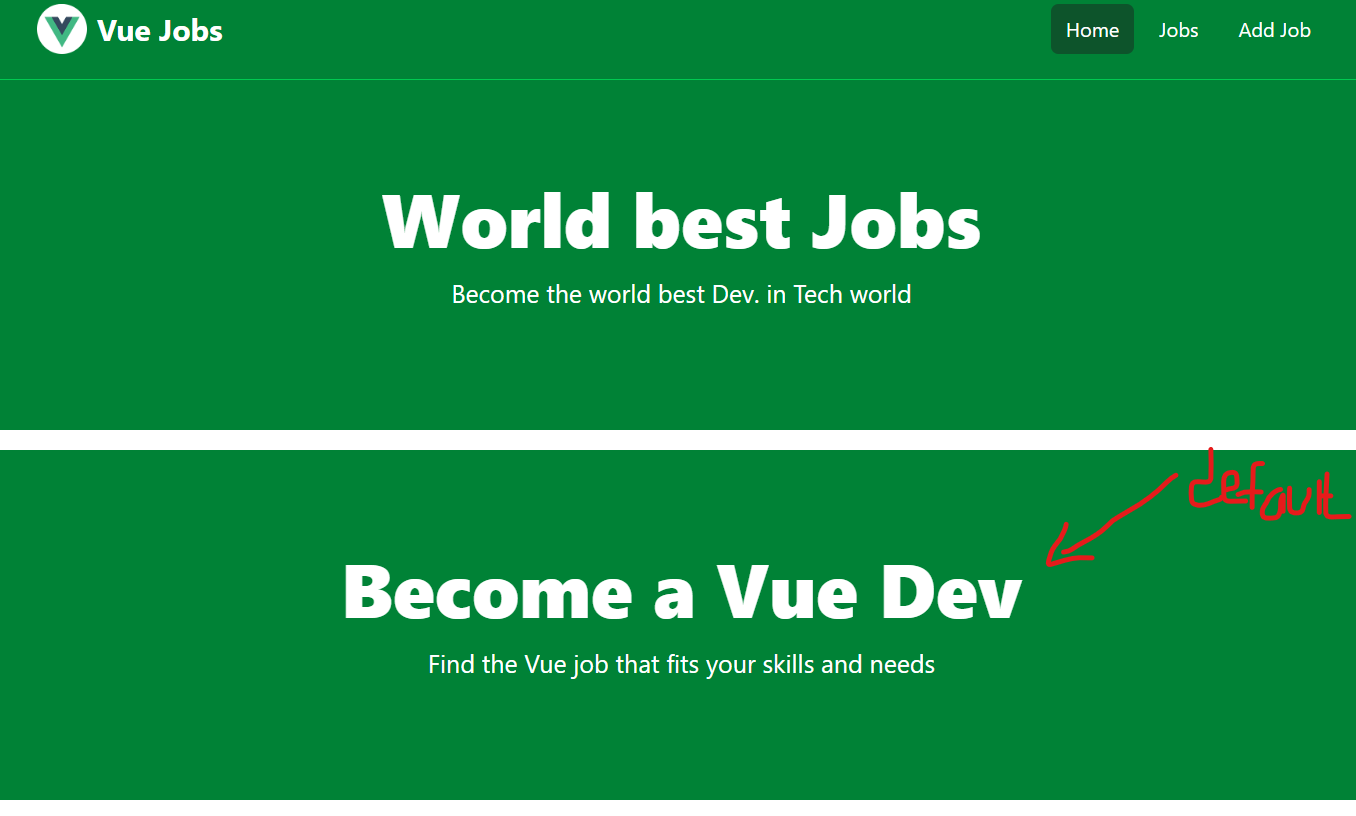 Vue Jobs
Home Jobs Add Job
World best Jobs
Become the world best Dev. in Tech world
default
Become a Vue Dev
Find the Vue job that fits your skills and needs